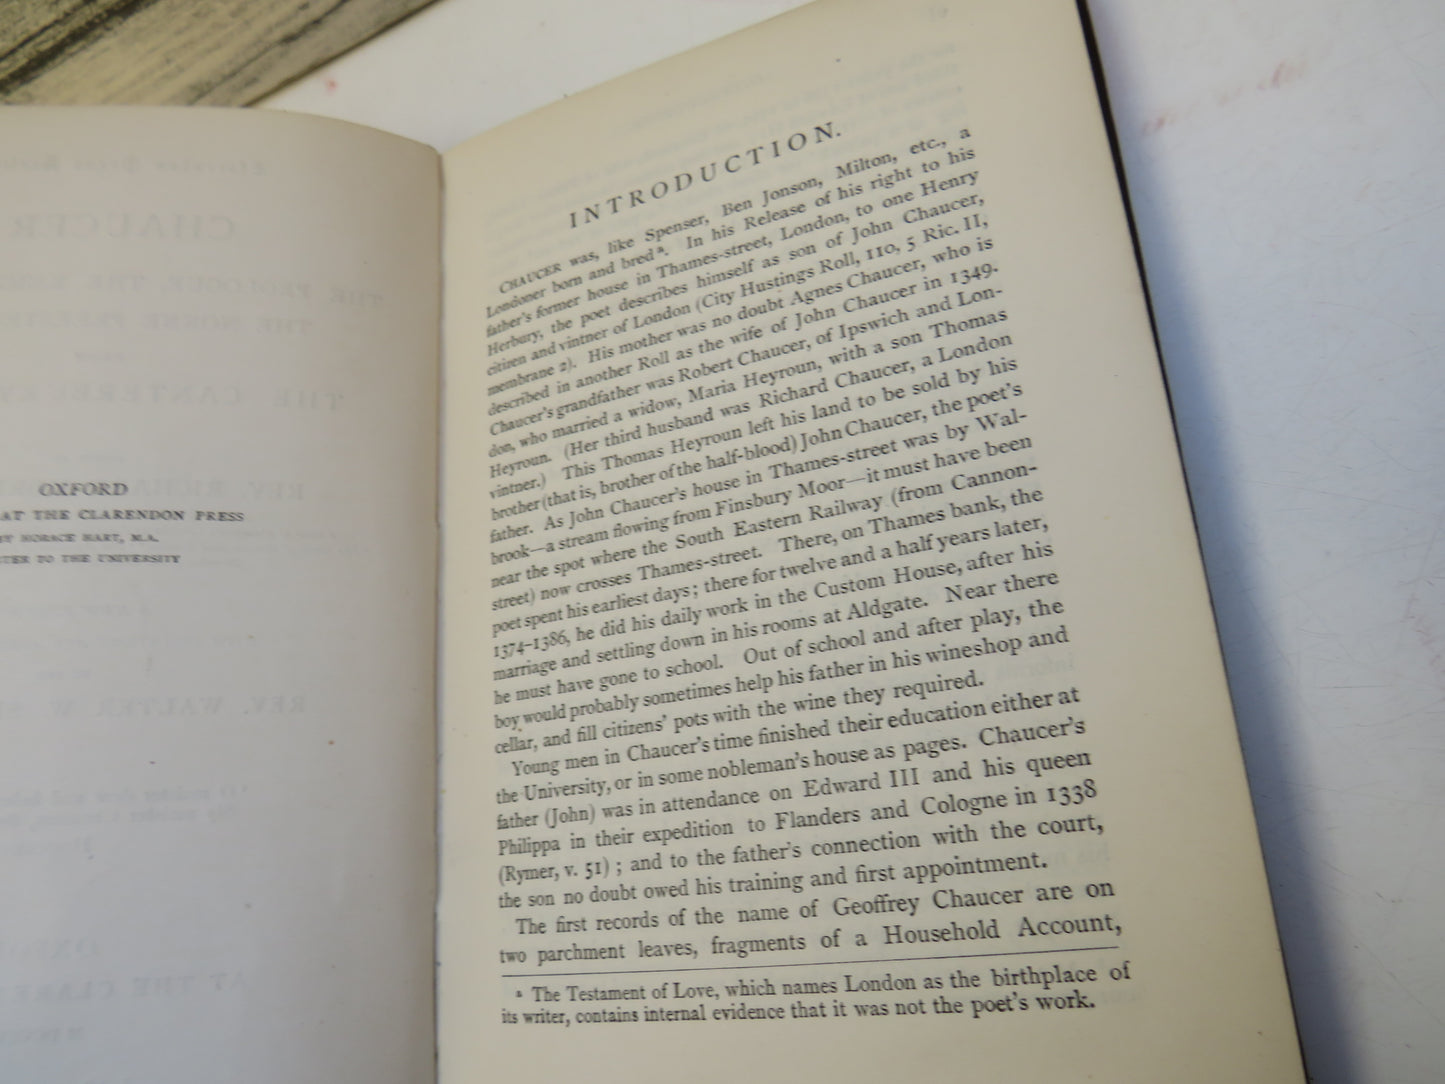 OXFORD
AT THE CLARENDON PRESS
BY HORACE HART, M.A.
TO THE UNIVERSITY
INTRODUCTION.
CHAUCER was, like Spenser, Ben Jonson, Milton, etc., a
Londoner born and bred a. In his Release of his right to his
father's former house in Thames-street, London, to one Henry
Herbury, the poet describes himself as son of John Chaucer,
citizen and vintner of London (City Hustings Roll, 110, 5 Ric. II,
membrane 2). His mother was no doubt Agnes Chaucer, who is
described in another Roll as the wife of John Chaucer in 1349.
Chaucer's grandfather was Robert Chaucer, of Ipswich and Lon-
don, who married a widow, Maria Heyroun, with a son Thomas
Heyroun. (Her third husband was Richard Chaucer, a London
vintner.) This Thomas Heyroun left his land to be sold by his
brother (that is, brother of the half-blood) John Chaucer, the poet's
father. As John Chaucer's house in Thames-street was by Wal-
brook—a stream flowing from Finsbury Moor—it must have been
near the spot where the South Eastern Railway (from Cannon-
street) now crosses Thames-street. There, on Thames bank, the
poet spent his earliest days; there for twelve and a half years later,
1374-1386, he did his daily work in the Custom House, after his
marriage and settling down in his rooms at Aldgate. Near there
he must have gone to school. Out of school and after play, the
boy would probably sometimes help his father in his wineshop and
cellar, and fill citizens' pots with the wine they required.
Young men in Chaucer's time finished their education either at
the University, or in some nobleman's house as pages. Chaucer's
father (John) was in attendance on Edward III and his queen
Philippa in their expedition to Flanders and Cologne in 1338
(Rymer, v. 51); and to the father's connection with the court,
the son no doubt owed his training and first appointment.
The first records of the name of Geoffrey Chaucer are on
two parchment leaves, fragments of a Household Account,
a The Testament of Love, which names London as the birthplace of
its writer, contains internal evidence that it was not the poet's work.